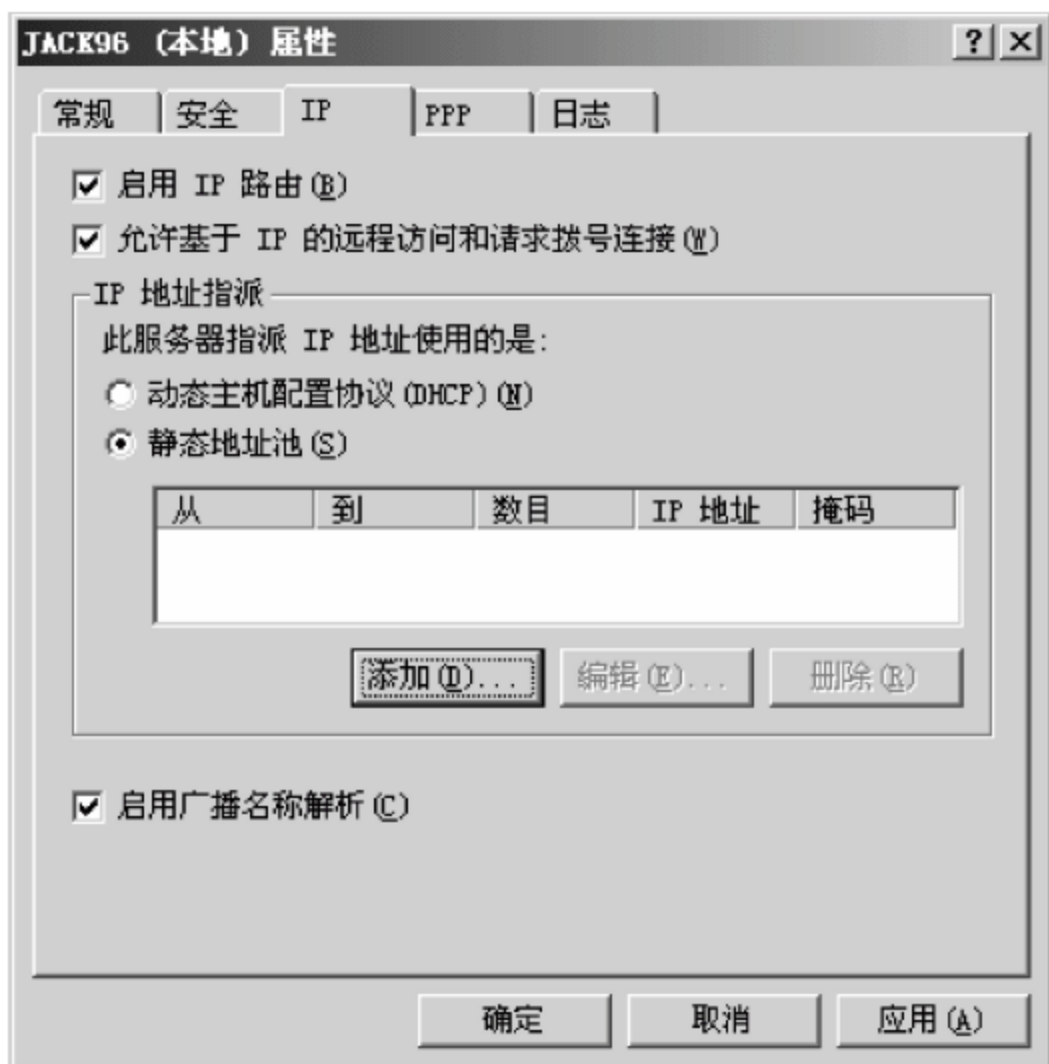 JACK96 (本地) 属性
常规 安全 IP PPP 日志
启用 IP 路由(B)
允许基于 IP 的远程访问和请求拨号连接(W)
IP 地址指派
此服务器指派 IP 地址使用的是:
动态主机配置协议(DHCP)(N)
静态地址池(S)
从 到 数目 IP 地址 掩码
添加(D)... 编辑(E)... 删除(R)
启用广播名称解析(C)
确定 取消 应用(A)